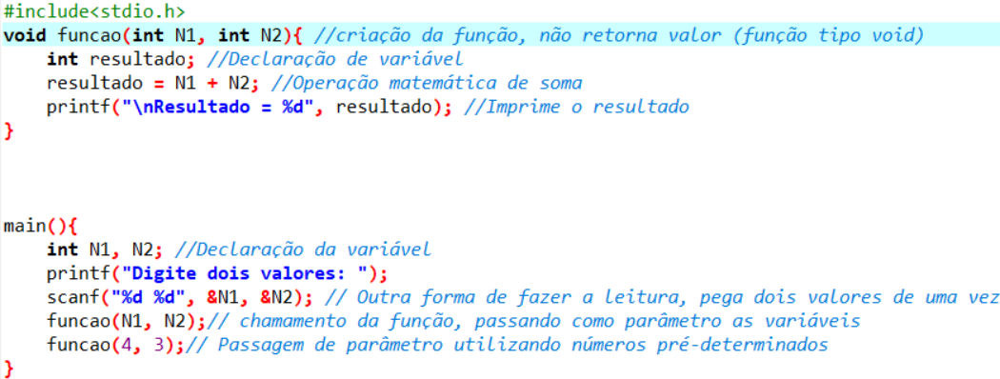 #include<stdio.h>
void funcao(int N1, int N2){ //criação da função, não retorna valor (função tipo void)
    int resultado; //Declaração de variável
    resultado = N1 + N2; //Operação matemática de soma
    printf("\nResultado = %d", resultado); //Imprime o resultado
}
main(){
    int N1, N2; //Declaração da variável
    printf("Digite dois valores: ");
    scanf("%d %d", &N1, &N2); // Outra forma de fazer a leitura, pega dois valores de uma vez
    funcao(N1, N2);// chamamento da função, passando como parâmetro as variáveis
    funcao(4, 3);// Passagem de parâmetro utilizando números pré-determinados
}